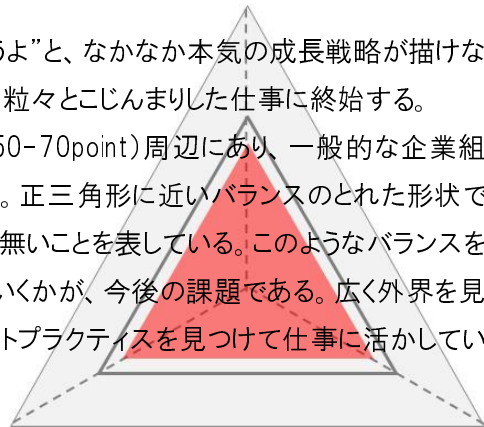 うよ”と、なかなか本気の成長戦略が描けな
粒々とこじんまりした仕事に終始する。
50-70point)周辺にあり、一般的な企業組
。正三角形に近いバランスのとれた形状で
無いことを表している。このようなバランスを
いくかが、今後の課題である。広く外界を見
トプラクティスを見つけて仕事に活かしてい